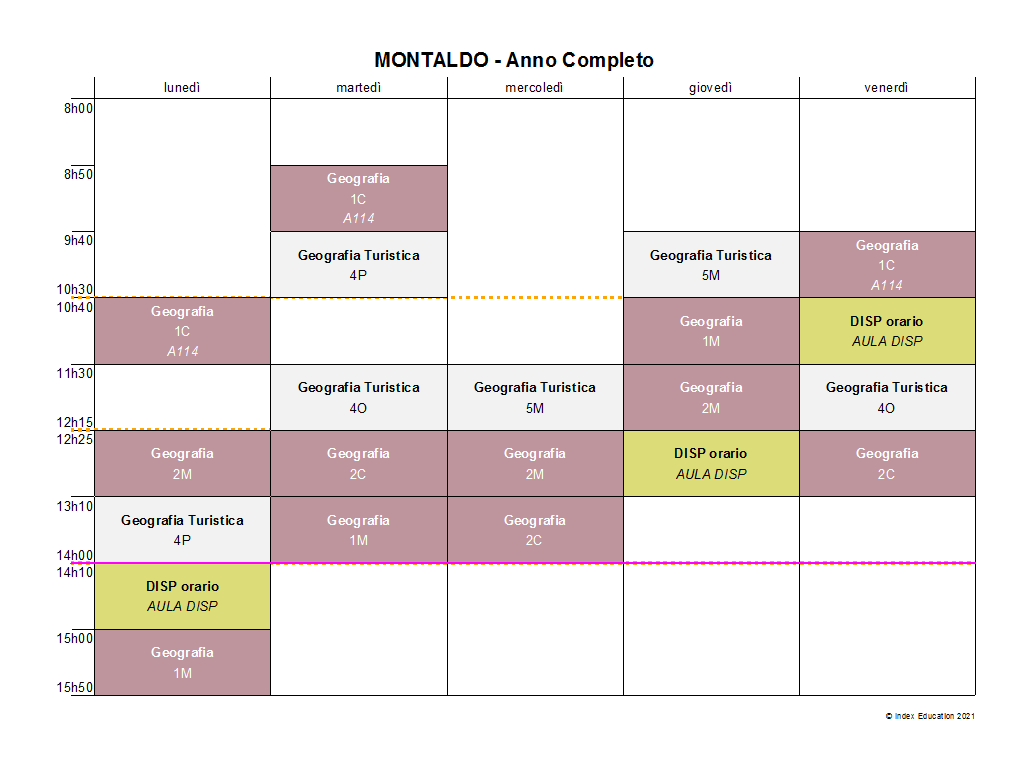 MONTALDO - Anno Completo
lunedì martedì mercoledì giovedì venerdì
8h00
8h50
Geografia
1C
A114
9h40
Geografia Turistica
4P
Geografia Turistica
5M
Geografia
1C
A114
10h30
10h40
Geografia
1C
A114
Geografia
1M
DISP orario
AULA DISP
11h30
Geografia Turistica
4O
Geografia Turistica
5M
Geografia
2M
Geografia Turistica
4O
12h15
12h25
Geografia
2M
Geografia
2C
Geografia
2M
DISP orario
AULA DISP
Geografia
2C
13h10
Geografia Turistica
4P
Geografia
1M
Geografia
2C
14h00
14h10
DISP orario
AULA DISP
15h00
Geografia
1M
15h50
© Index Education 2021